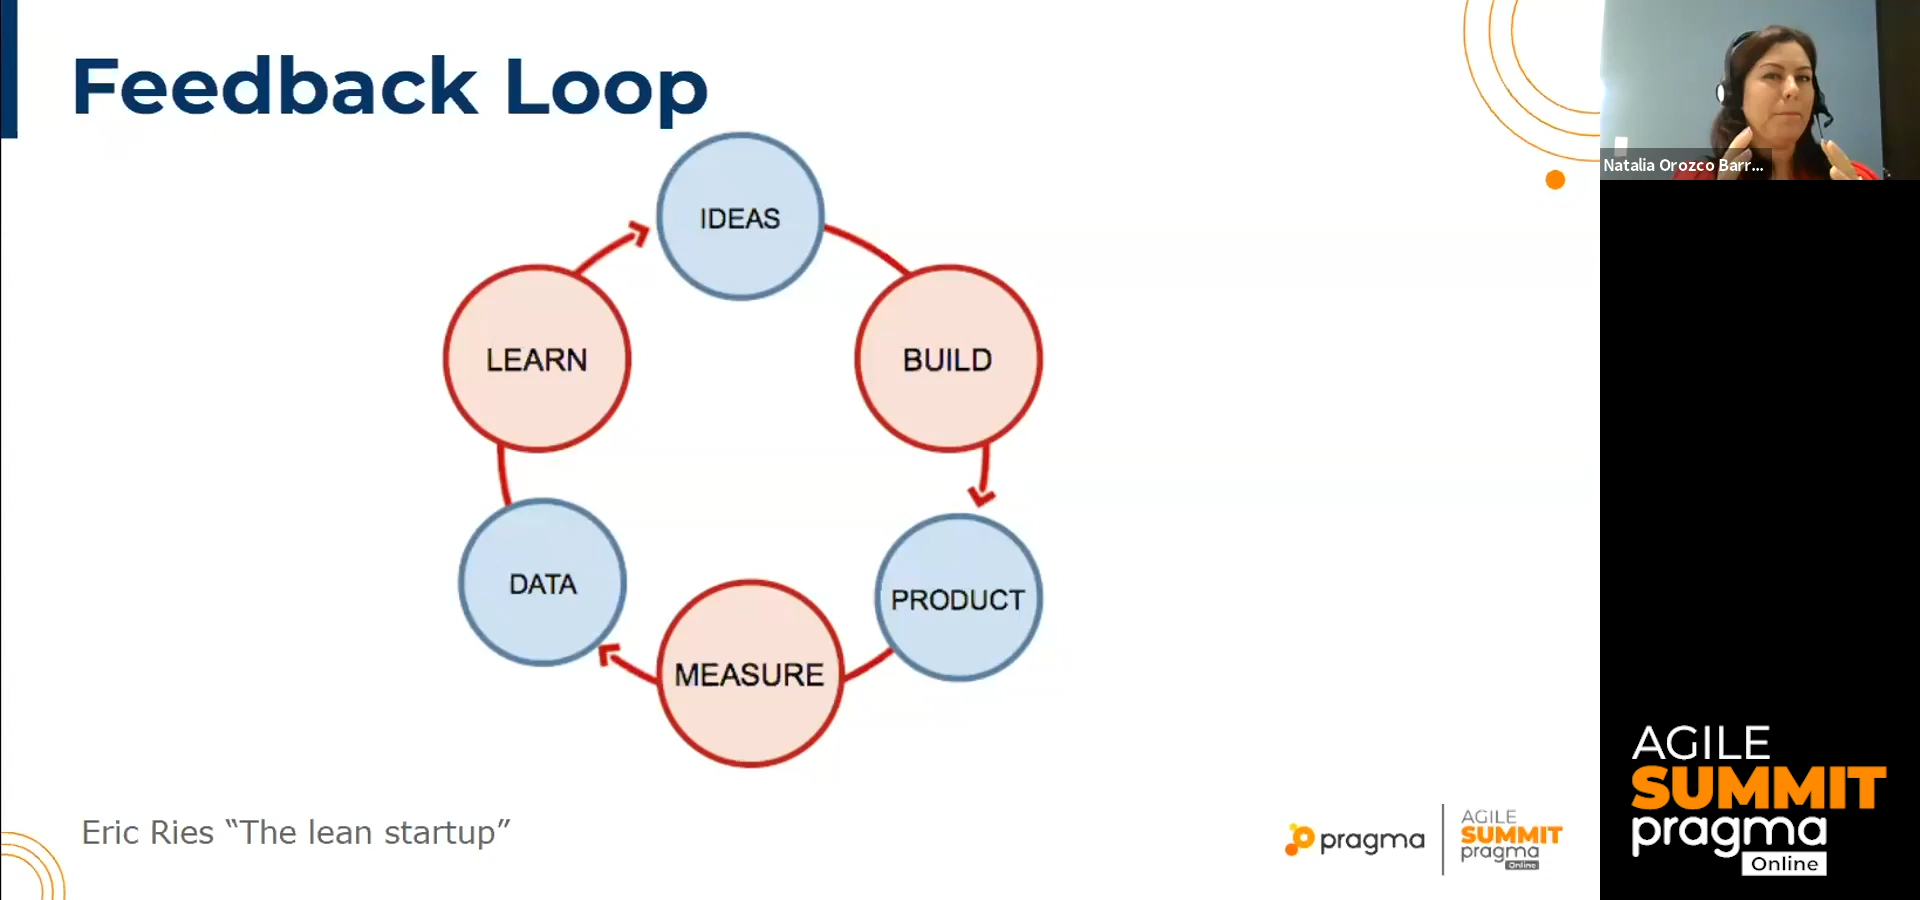 Feedback Loop
IDEAS
LEARN
BUILD
DATA
PRODUCT
MEASURE
Eric Ries “The lean startup”
pragma
AGILE
SUMMIT
pragma
Online
Natalia Orozco Barr...
AGILE
SUMMIT
pragma
Online